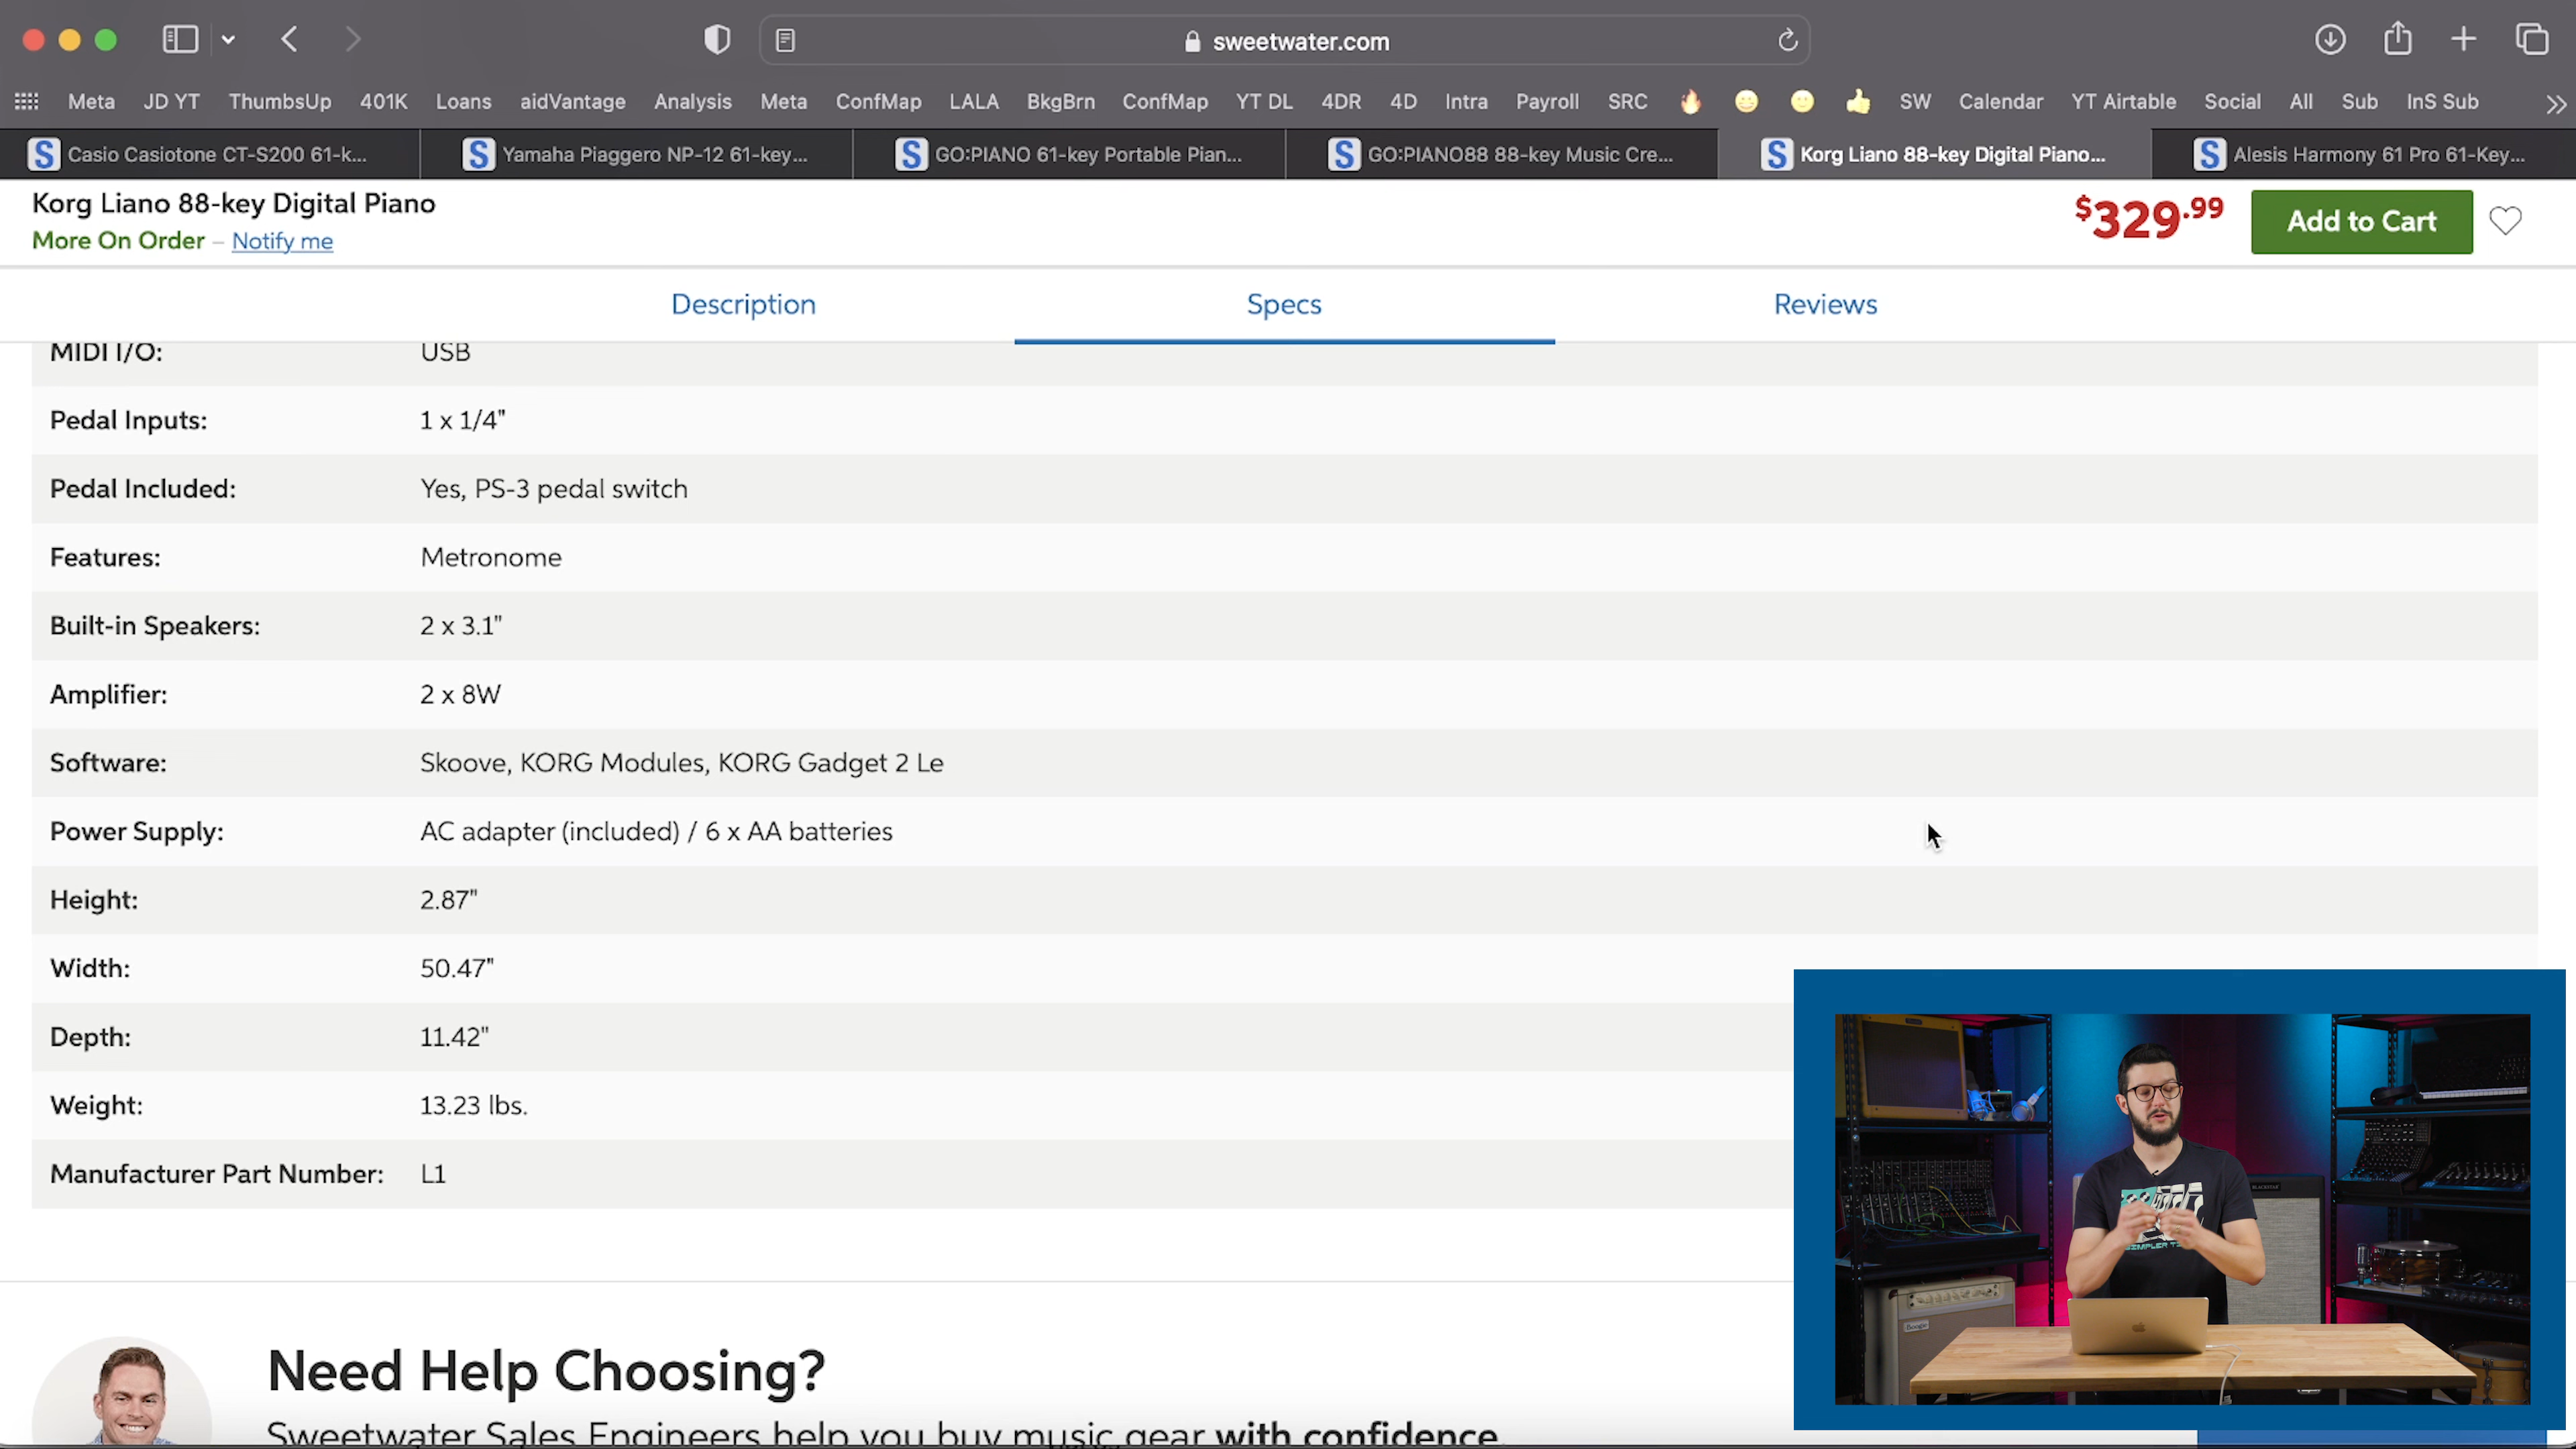 sweetwater.com
Meta JD YT ThumbsUp 401K Loans aidVantage Analysis Meta ConfMap LALA BkgBrn ConfMap YT DL 4DR 4D Intra Payroll SRC SW Calendar YT Airtable Social All Sub InS Sub
Casio Casiotone CT-S200 61-k... Yamaha Piaggero NP-12 61-key... GO:PIANO 61-key Portable Pian... GO:PIANO88 88-key Music Cre... Korg Liano 88-key Digital Piano... Alesis Harmony 61 Pro 61-Key...
Korg Liano 88-key Digital Piano
More On Order – Notify me
$329.99 Add to Cart
Description Specs Reviews
MIDI I/O: USB
Pedal Inputs: 1 x 1/4"
Pedal Included: Yes, PS-3 pedal switch
Features: Metronome
Built-in Speakers: 2 x 3.1"
Amplifier: 2 x 8W
Software: Skoove, KORG Modules, KORG Gadget 2 Le
Power Supply: AC adapter (included) / 6 x AA batteries
Height: 2.87"
Width: 50.47"
Depth: 11.42"
Weight: 13.23 lbs.
Manufacturer Part Number: L1
Need Help Choosing?
Sweetwater Sales Engineers help you buy music gear with confidence.